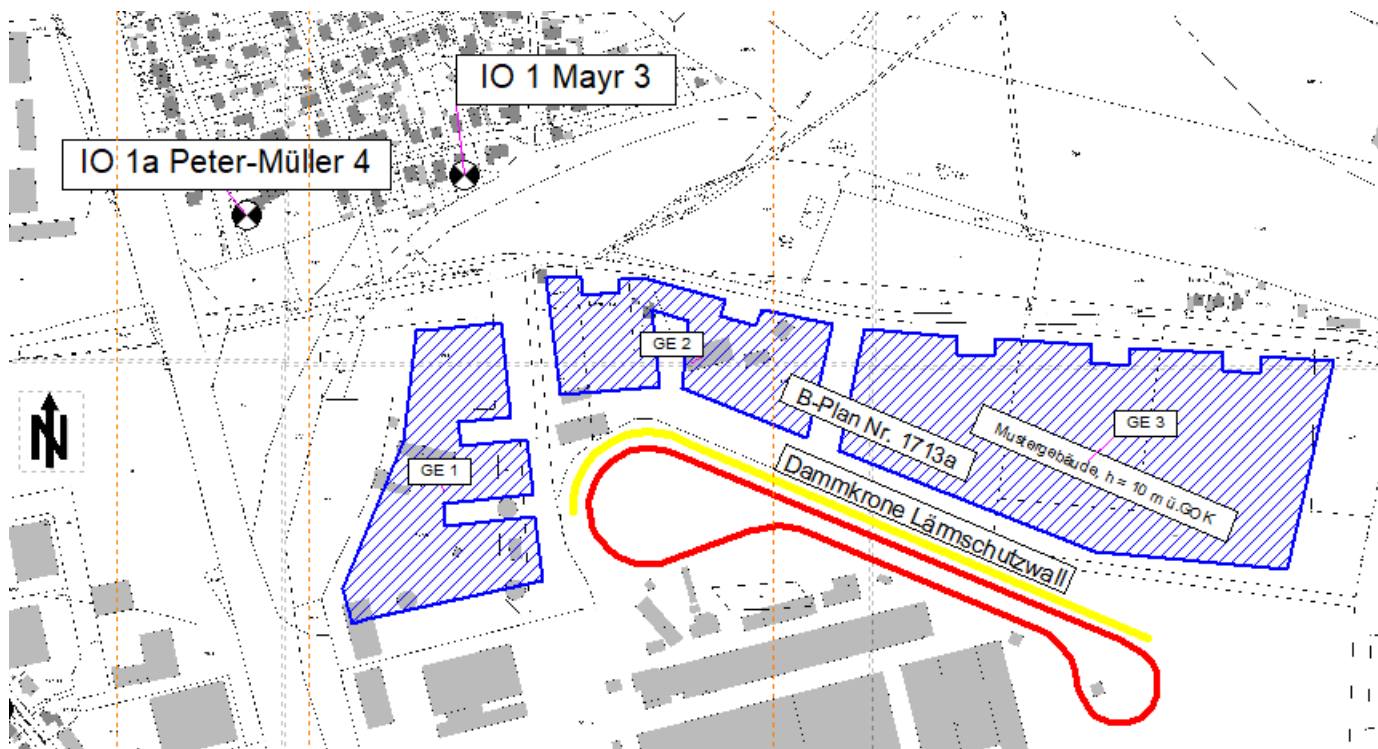 IO 1 Mayr 3
IO 1a Peter-Müller 4
GE 2
B-Plan Nr. 1713a
GE 3
Mustergebäude, h = 10 m ü.GOK
N
GE 1
Dammkrone Lärmschutzwall